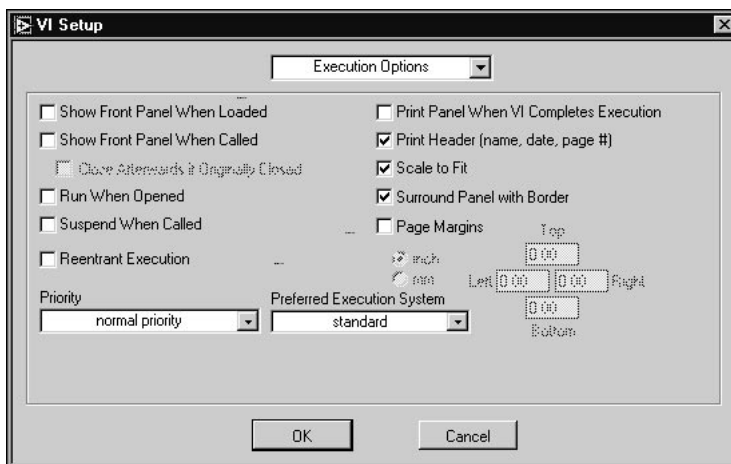 VI Setup
Execution Options
Show Front Panel When Loaded
Show Front Panel When Called
Close Afterwards if Originally Closed
Run When Opened
Suspend When Called
Reentrant Execution
Priority
normal priority
Preferred Execution System
standard
Print Panel When VI Completes Execution
Print Header (name, date, page #)
Scale to Fit
Surround Panel with Border
Page Margins
inch
mm
Top
0.00
Left 0.00 0.00 Right
0.00
Bottom
OK
Cancel